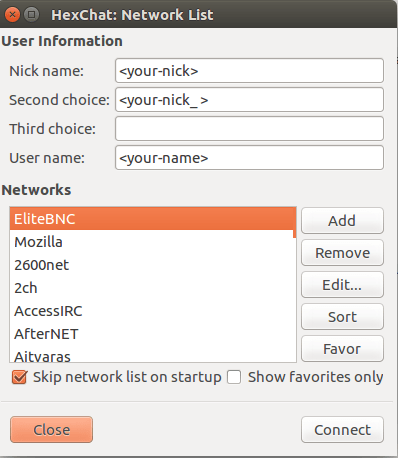 HexChat: Network List
User Information
Nick name: <your-nick>
Second choice: <your-nick_ >
Third choice:
User name: <your-name>
Networks
EliteBNC
Add
Mozilla
Remove
2600net
2ch
Edit...
AccessIRC
Sort
AfterNET
Aityaras
Favor
Skip network list on startup Show favorites only
Close Connect